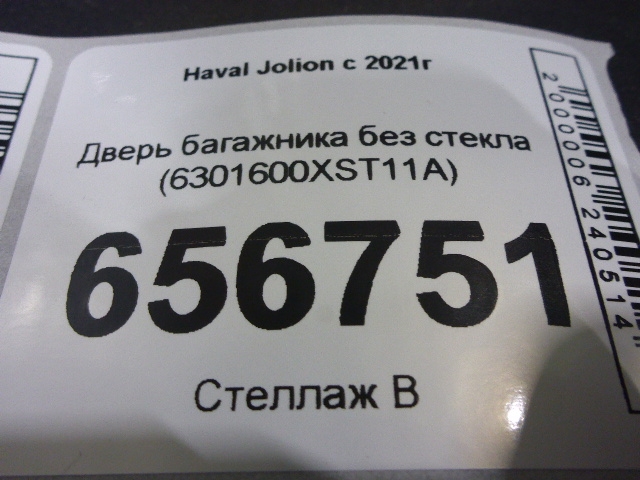 Haval Jolion с 2021г
Дверь багажника без стекла
(6301600XST11A)
656751
Стеллаж В
2000006240514